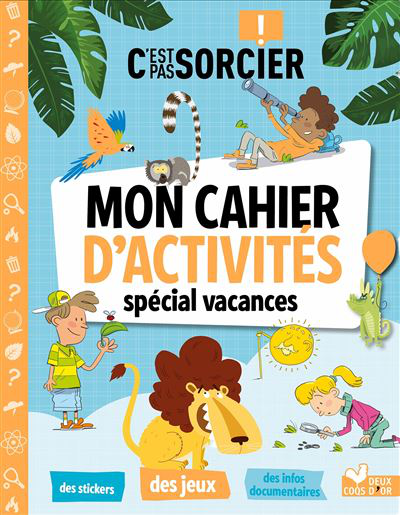 !
C'EST
PAS
SORCIER
MON CAHIER
D'ACTIVITÉS
spécial vacances
des stickers
des jeux
des infos
documentaires
DEUX
COQS D'OR
?
?
?